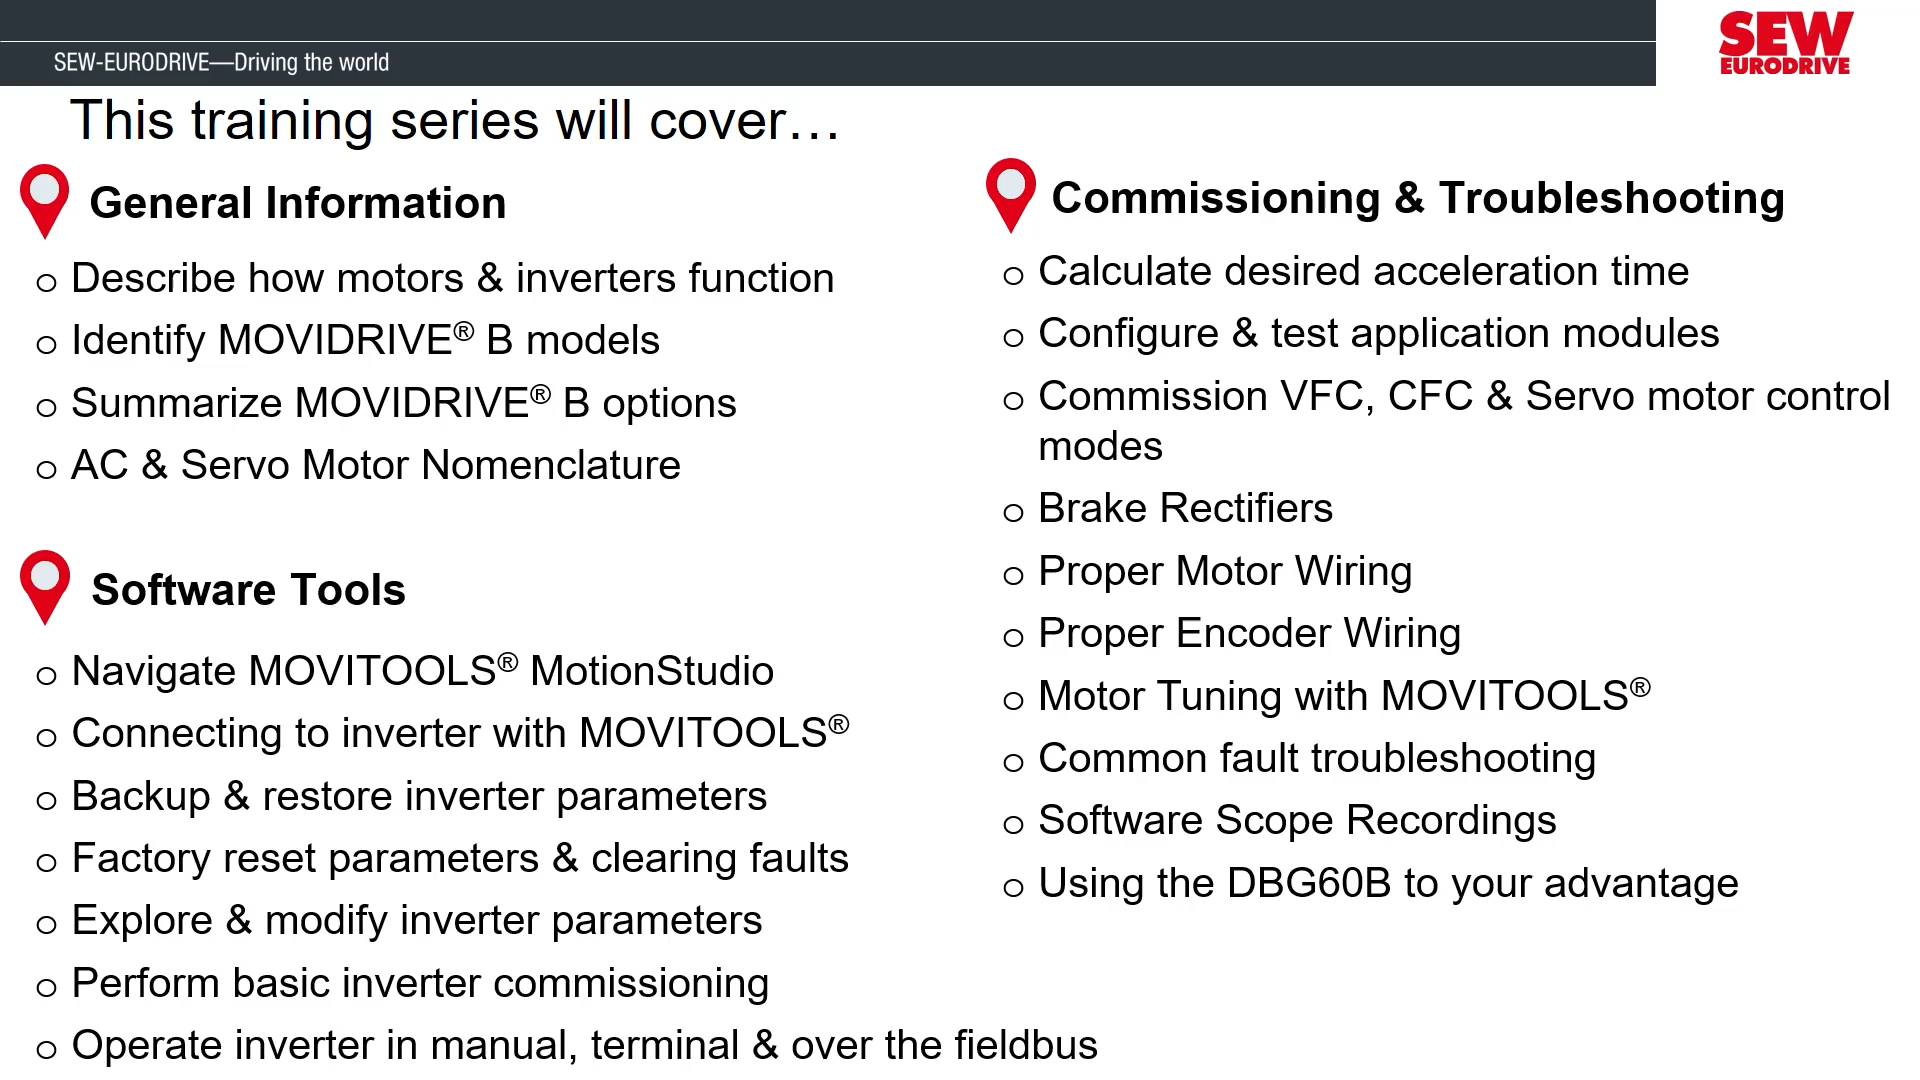 SEW-EURODRIVE—Driving the world
SEW
EURODRIVE
This training series will cover…
General Information
o Describe how motors & inverters function
o Identify MOVIDRIVE® B models
o Summarize MOVIDRIVE® B options
o AC & Servo Motor Nomenclature
Software Tools
o Navigate MOVITOOLS® MotionStudio
o Connecting to inverter with MOVITOOLS®
o Backup & restore inverter parameters
o Factory reset parameters & clearing faults
o Explore & modify inverter parameters
o Perform basic inverter commissioning
o Operate inverter in manual, terminal & over the fieldbus
Commissioning & Troubleshooting
o Calculate desired acceleration time
o Configure & test application modules
o Commission VFC, CFC & Servo motor control
modes
o Brake Rectifiers
o Proper Motor Wiring
o Proper Encoder Wiring
o Motor Tuning with MOVITOOLS®
o Common fault troubleshooting
o Software Scope Recordings
o Using the DBG60B to your advantage